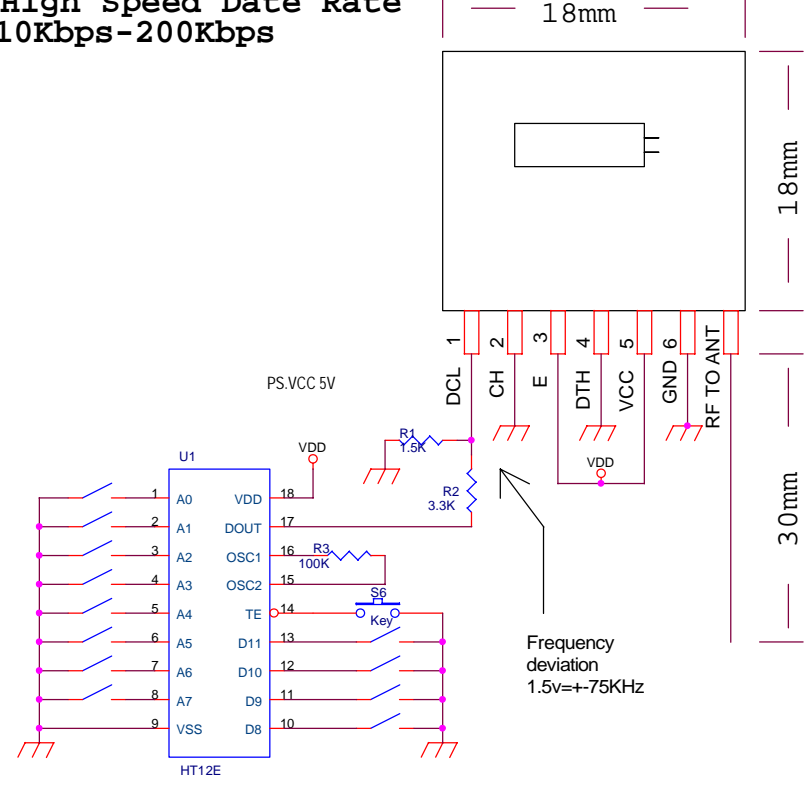 High Speed Date Rate
10Kbps-200Kbps
18mm
18mm
1
2
3
4
5
6
DCL
CH
E
DTH
VCC
GND
RF TO ANT
PS.VCC 5V
R1
1.5K
U1
VDD
VDD
R2
3.3K
30mm
1 A0 VDD 18
2 A1 DOUT 17
3 A2 OSC1 16
R3
100K
4 A3 OSC2 15
S6
5 A4 TE 14
Key
6 A5 D11 13
7 A6 D10 12
8 A7 D9 11
9 VSS D8 10
HT12E
Frequency
deviation
1.5v=+-75KHz